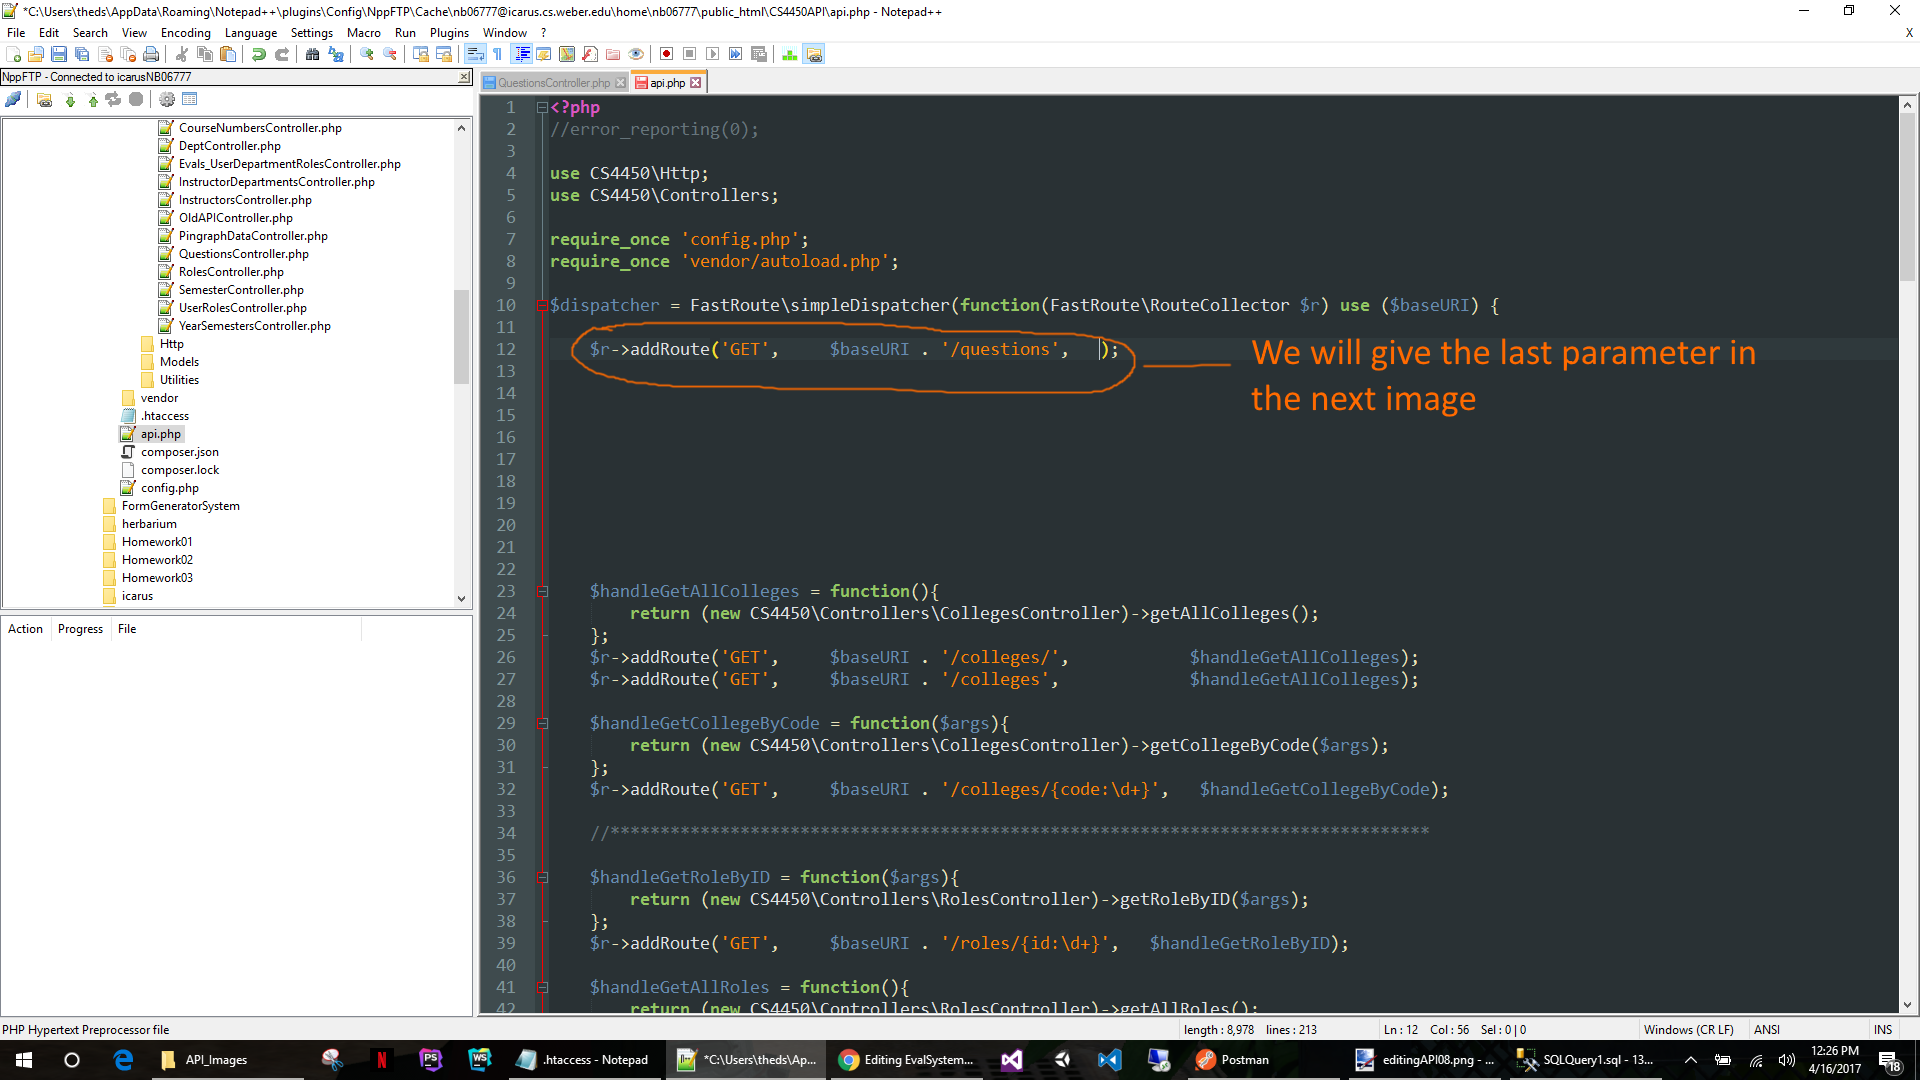 *C:\Users\theds\AppData\Roaming\Notepad++\plugins\Config\NppFTP\Cache\nb06777@icarus.cs.weber.edu\home\nb06777\public_html\CS4450API\api.php - Notepad++
File Edit Search View Encoding Language Settings Macro Run Plugins Window ? X
NppFTP - Connected to icarusNB06777
CourseNumbersController.php
DeptController.php
Evals_UserDepartmentRolesController.php
InstructorDepartmentsController.php
InstructorsController.php
OldAPIController.php
PingraphDataController.php
QuestionsController.php
RolesController.php
SemesterController.php
UserRolesController.php
YearSemestersController.php
Http
Models
Utilities
vendor
.htaccess
api.php
composer.json
composer.lock
config.php
FormGeneratorSystem
herbarium
Homework01
Homework02
Homework03
icarus
Action Progress File
QuestionsController.php api.php
1 <?php
2 //error_reporting(0);
3
4 use CS4450\Http;
5 use CS4450\Controllers;
6
7 require_once 'config.php';
8 require_once 'vendor/autoload.php';
9
10 $dispatcher = FastRoute\simpleDispatcher(function(FastRoute\RouteCollector $r) use ($baseURI) {
11
12 $r->addRoute('GET', $baseURI . '/questions', );
13
14
15
16
17
18
19
20
21
22
23 $handleGetAllColleges = function(){
24 return (new CS4450\Controllers\CollegesController)->getAllColleges();
25 };
26 $r->addRoute('GET', $baseURI . '/colleges/', $handleGetAllColleges);
27 $r->addRoute('GET', $baseURI . '/colleges', $handleGetAllColleges);
28
29 $handleGetCollegeByCode = function($args){
30 return (new CS4450\Controllers\CollegesController)->getCollegeByCode($args);
31 };
32 $r->addRoute('GET', $baseURI . '/colleges/{code:\d+}', $handleGetCollegeByCode);
33
34 //**********************************************************************************
35
36 $handleGetRoleByID = function($args){
37 return (new CS4450\Controllers\RolesController)->getRoleByID($args);
38 };
39 $r->addRoute('GET', $baseURI . '/roles/{id:\d+}', $handleGetRoleByID);
40
41 $handleGetAllRoles = function(){
42 return (new CS4450\Controllers\RolesController)->getAllRoles();
We will give the last parameter in
the next image
PHP Hypertext Preprocessor file length : 8,978 lines : 213 Ln : 12 Col : 56 Sel : 0 | 0 Windows (CR LF) ANSI INS
API_Images .htaccess - Notepad *C:\Users\theds\Ap... Editing EvalSystem... Postman editingAPI08.png - ... SQLQuery1.sql - 13... 12:26 PM
4/16/2017 18